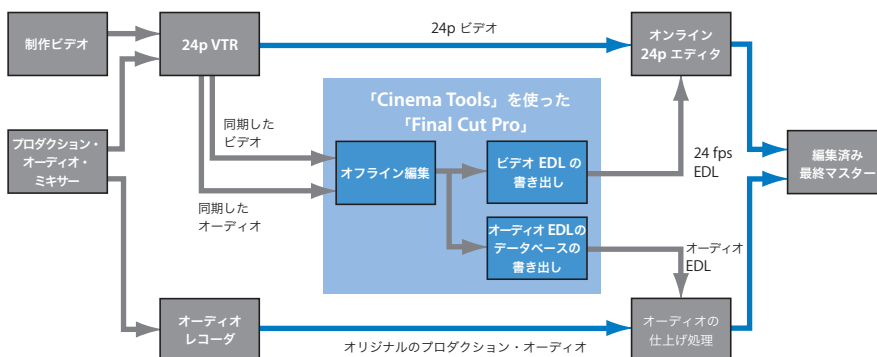 24p ビデオ
制作ビデオ
24p VTR
オンライン
24p エディタ
「Cinema Tools」を使った
「Final Cut Pro」
同期した
ビデオ
プロダクション・
オーディオ・
ミキサー
オフライン編集
ビデオ EDL の
書き出し
24 fps
EDL
編集済み
最終マスター
同期した
オーディオ
オーディオ EDLの
データベースの
書き出し
オーディオ
EDL
オーディオ
レコーダ
オーディオの
仕上げ処理
オリジナルのプロダクション・オーディオ